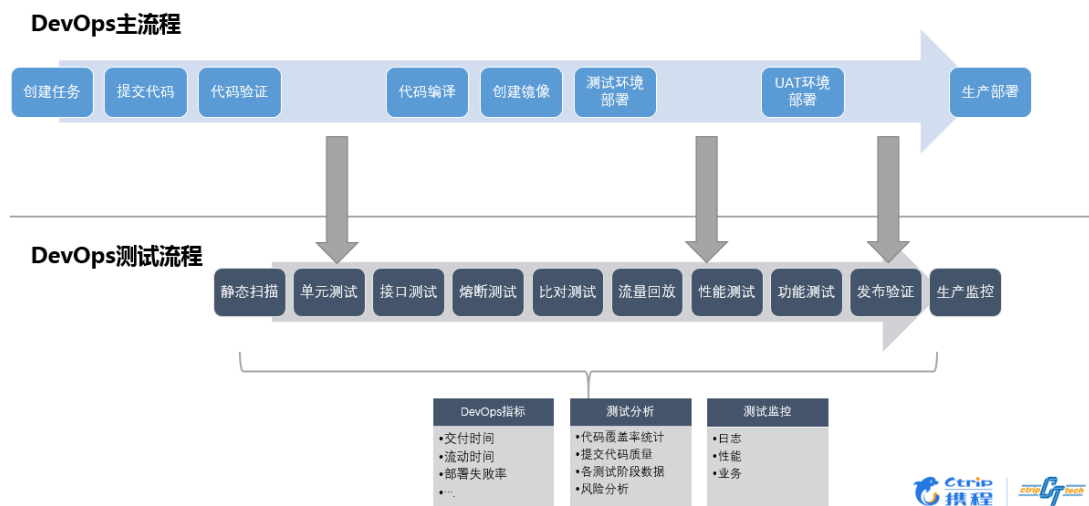 DevOps主流程
创建任务
提交代码
代码验证
代码编译
创建镜像
测试环境
部署
UAT环境
部署
生产部署
DevOps测试流程
静态扫描
单元测试
接口测试
熔断测试
比对测试
流量回放
性能测试
功能测试
发布验证
生产监控
DevOps指标
•交付时间
•流动时间
•部署失败率
•….
测试分析
•代码覆盖率统计
•提交代码质量
•各测试阶段数据
•风险分析
测试监控
•日志
•性能
•业务
Ctrip
携程
ctrip CT tech